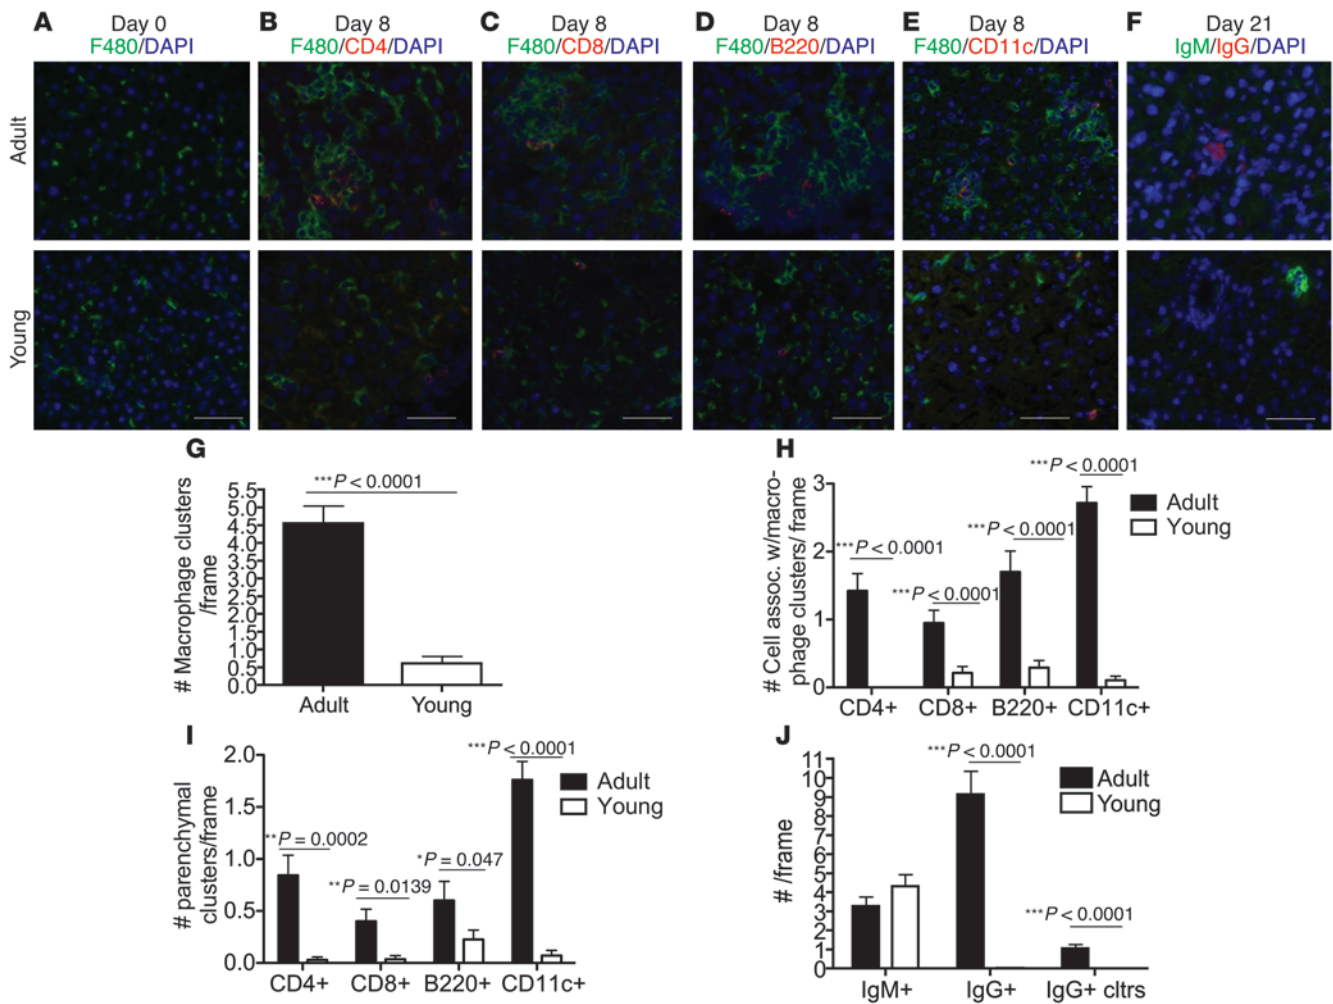 A Day 0
F480/DAPI
B Day 8
F480/CD4/DAPI
C Day 8
F480/CD8/DAPI
D Day 8
F480/B220/DAPI
E Day 8
F480/CD11c/DAPI
F Day 21
IgM/IgG/DAPI
Adult
Young
G
***P < 0.0001
# Macrophage clusters
/frame
5.5
5.0
4.5
4.0
3.5
3.0
2.5
2.0
1.5
1.0
0.5
0.0
Adult Young
H
***P < 0.0001
***P < 0.0001
***P < 0.0001
***P < 0.0001
# Cell assoc. w/macro-
phage clusters/ frame
3
2
1
0
CD4+ CD8+ B220+ CD11c+
Adult
Young
I
***P < 0.0001
**P = 0.0002
**P = 0.0139
*P = 0.047
# parenchymal
clusters/frame
2.0
1.5
1.0
0.5
0.0
CD4+ CD8+ B220+ CD11c+
Adult
Young
J
***P < 0.0001
***P < 0.0001
# /frame
11
10
9
8
7
6
5
4
3
2
1
0
IgM+ IgG+ IgG+ cltrs
Adult
Young